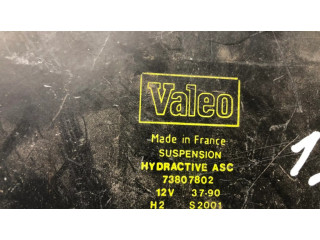 Valeo
Made in France
SUSPENSION
HYDRACTIVE ASC
73807802
12V 37-90
H2 S2001